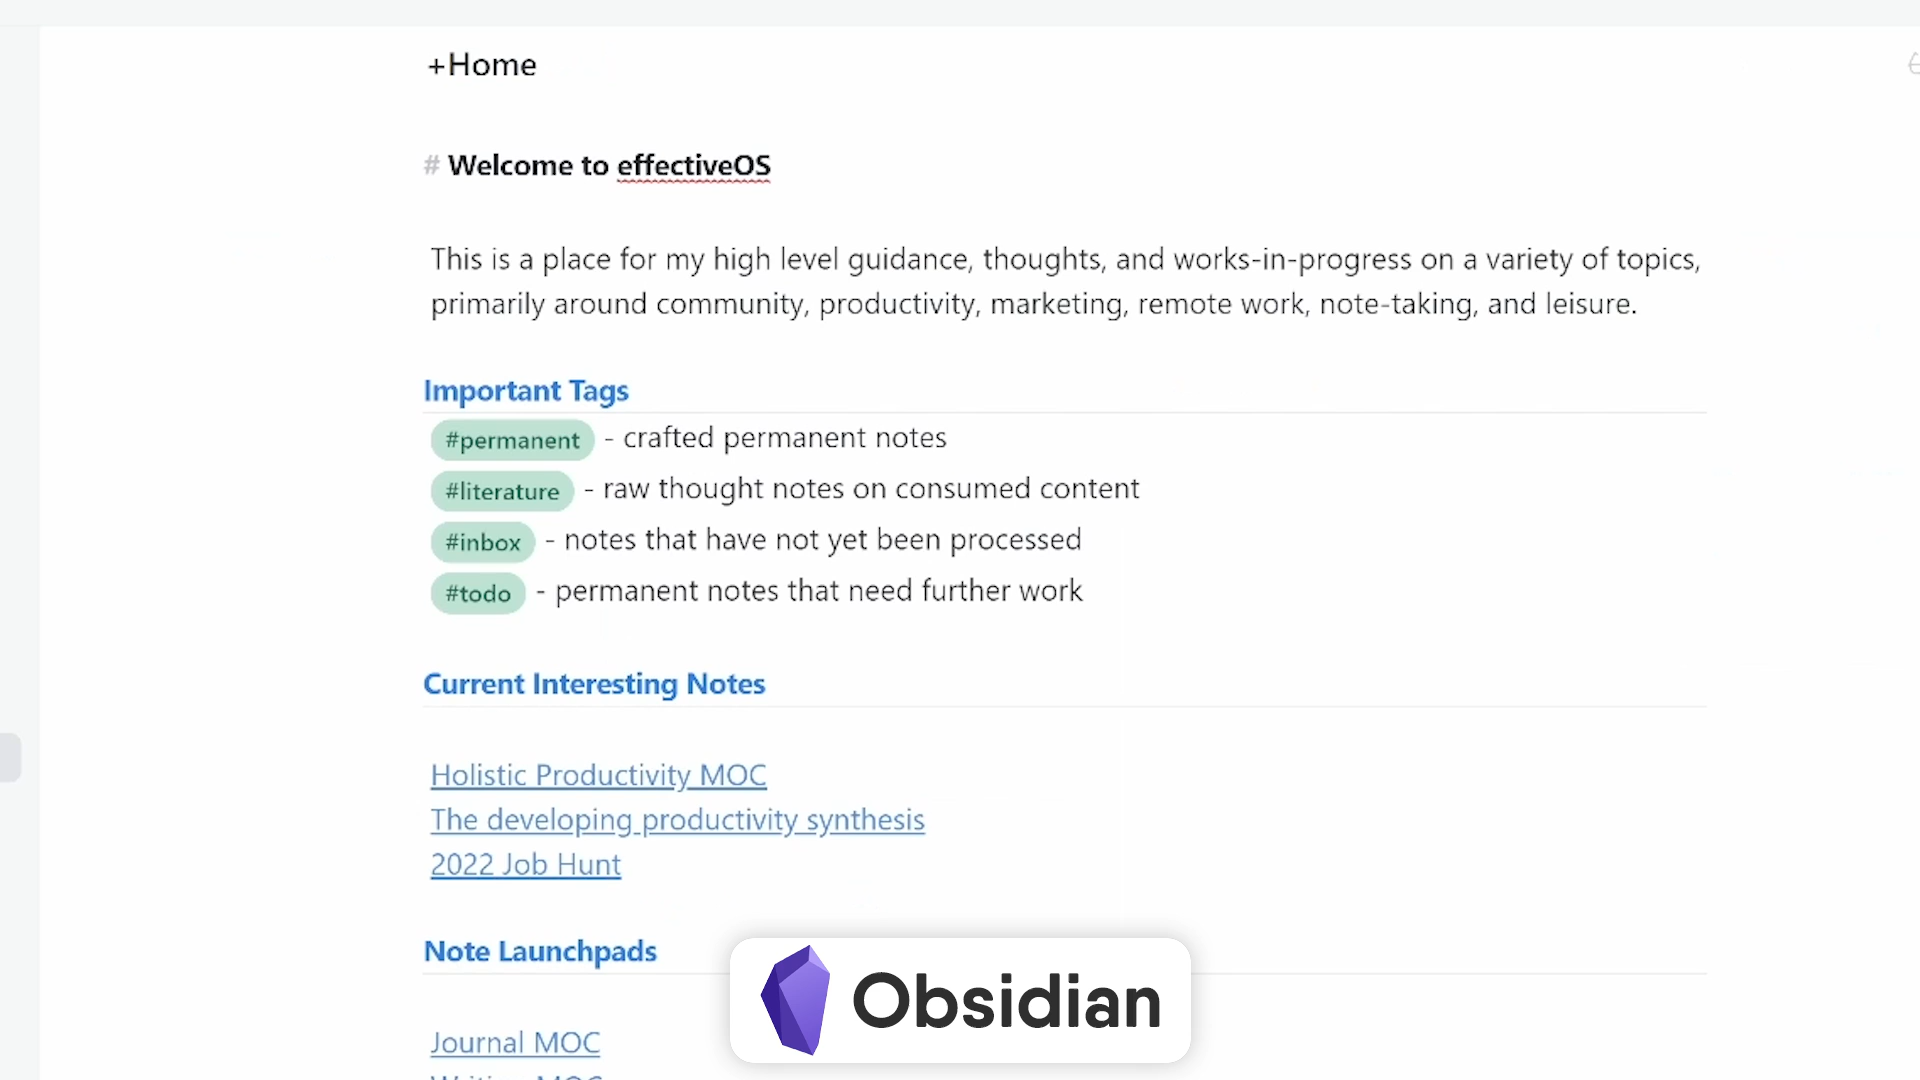 +Home
# Welcome to effectiveOS
This is a place for my high level guidance, thoughts, and works-in-progress on a variety of topics,
primarily around community, productivity, marketing, remote work, note-taking, and leisure.
Important Tags
#permanent - crafted permanent notes
#literature - raw thought notes on consumed content
#inbox - notes that have not yet been processed
#todo - permanent notes that need further work
Current Interesting Notes
Holistic Productivity MOC
The developing productivity synthesis
2022 Job Hunt
Note Launchpads
Obsidian
Journal MOC